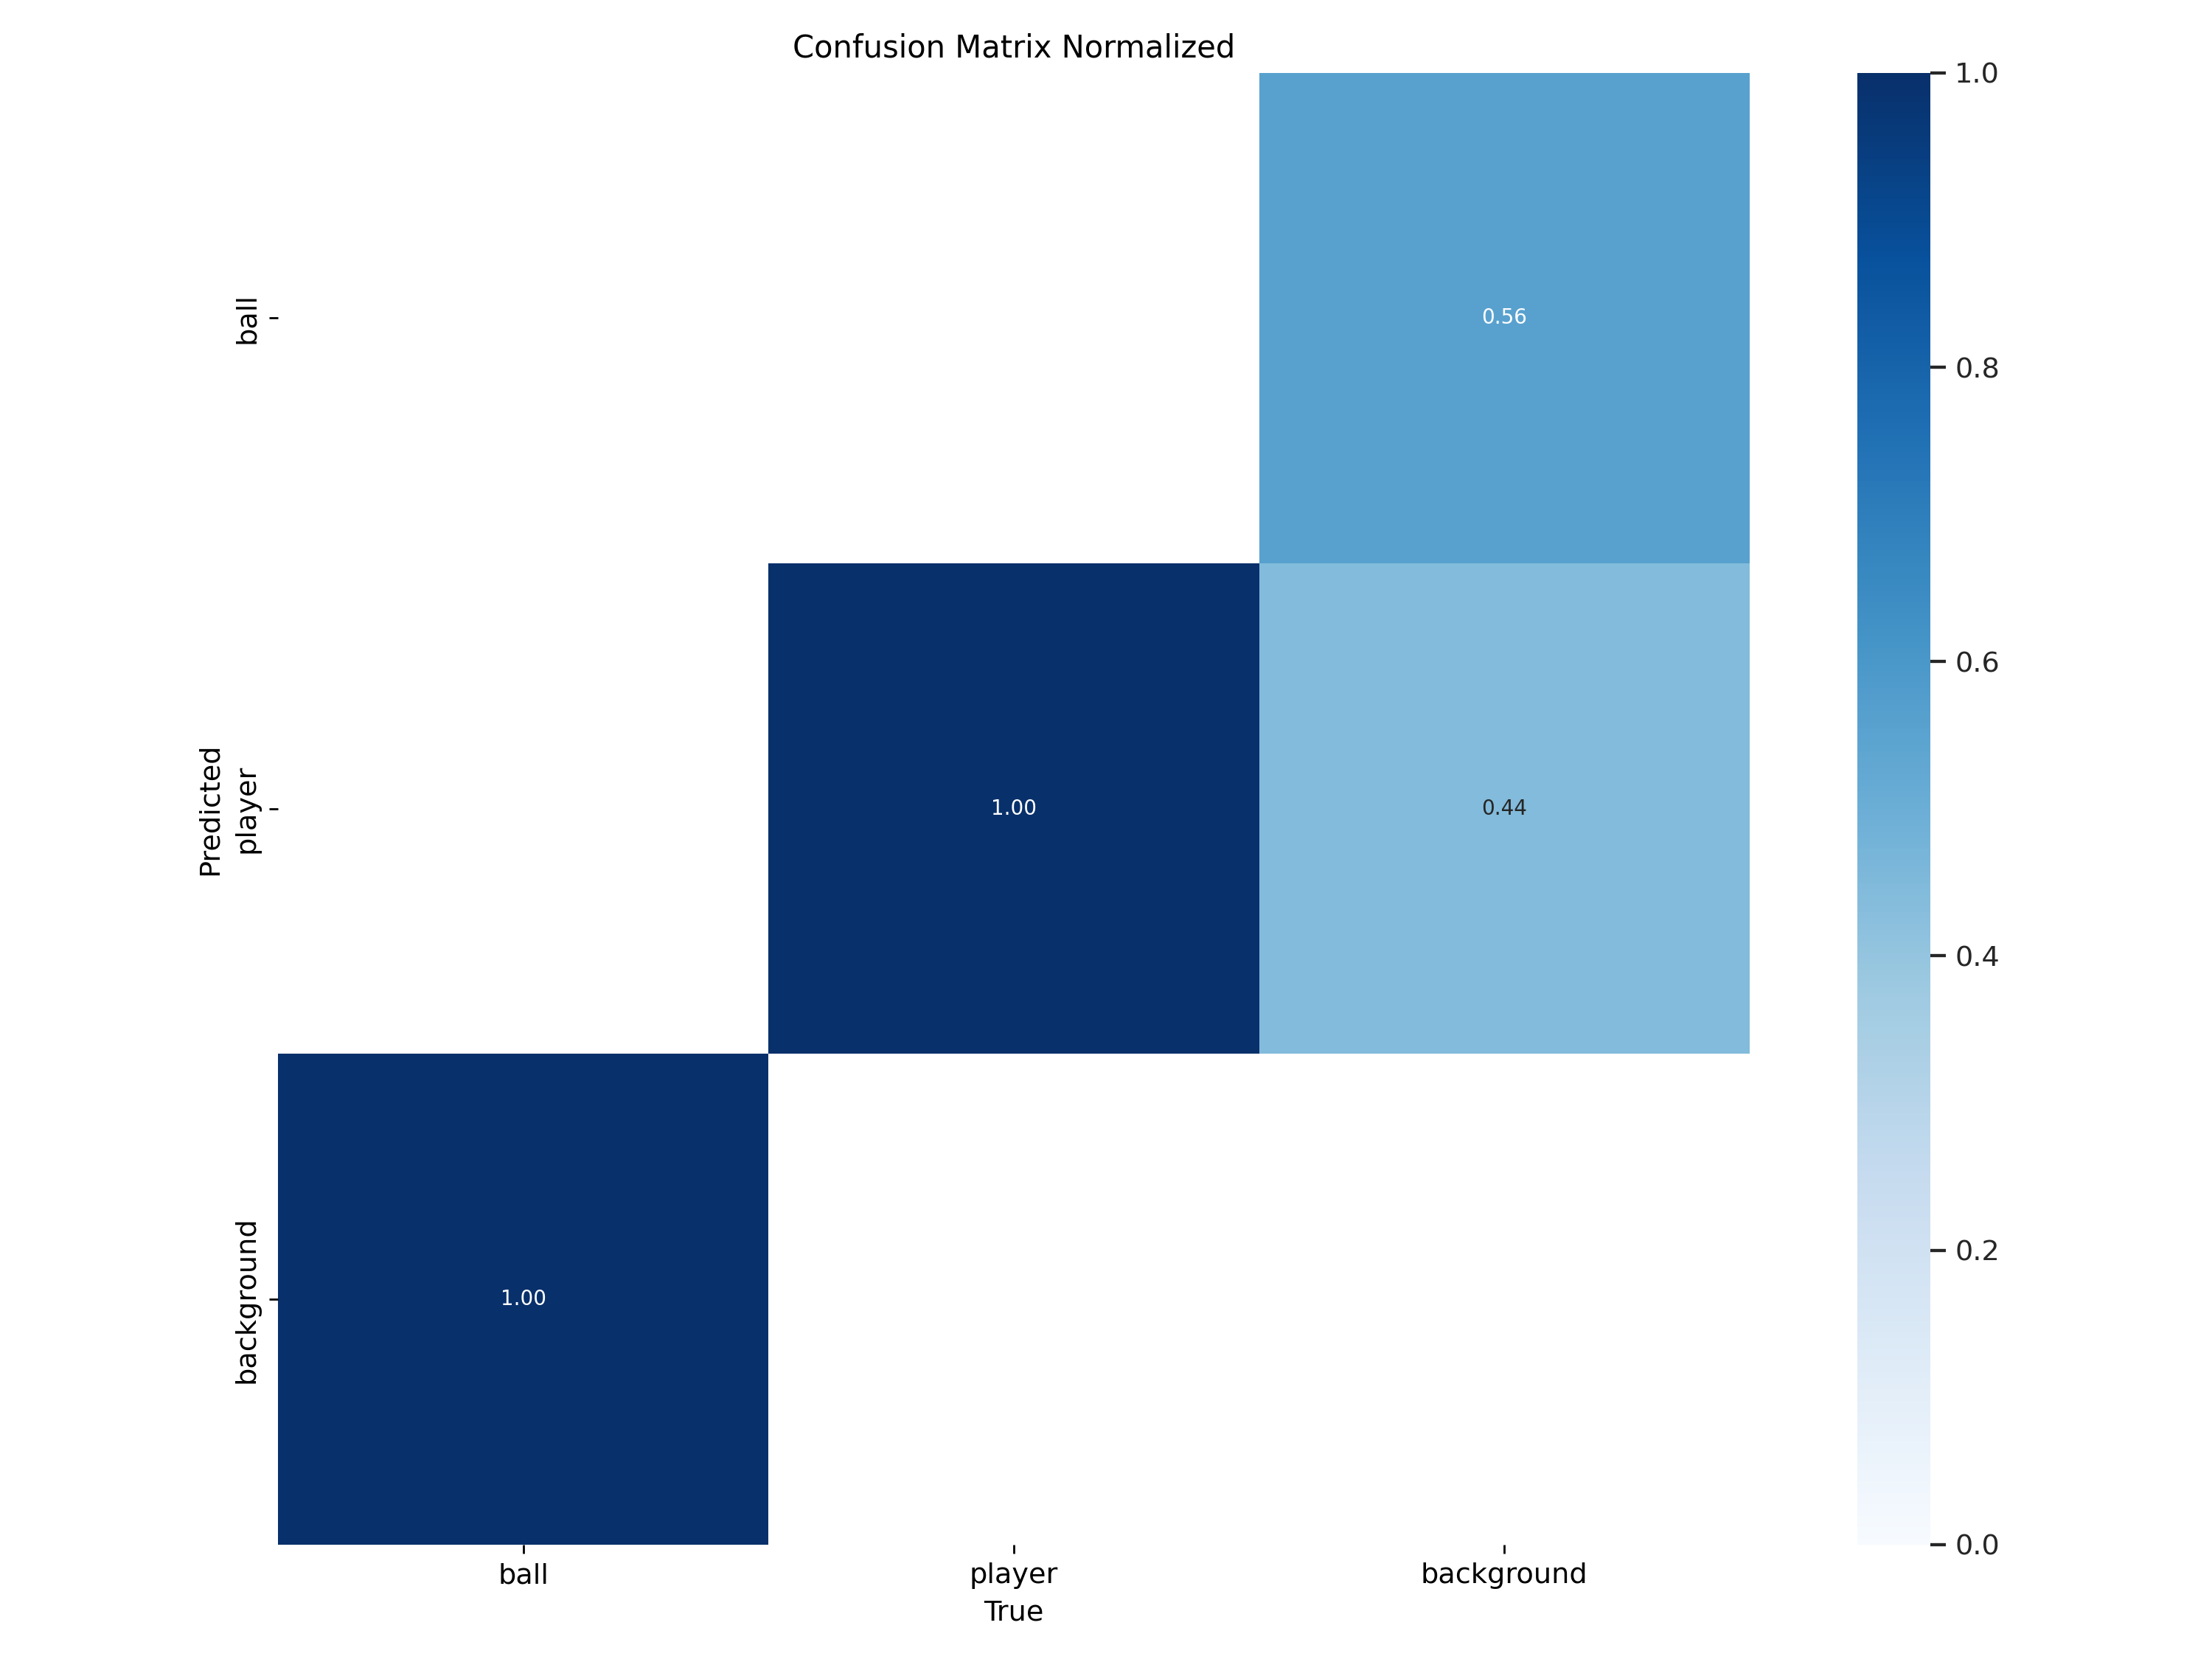 Confusion Matrix Normalized
1.0
0.8
0.6
0.4
0.2
0.0
Predicted
ball
player
background
0.56
1.00
0.44
1.00
ball
player
background
True